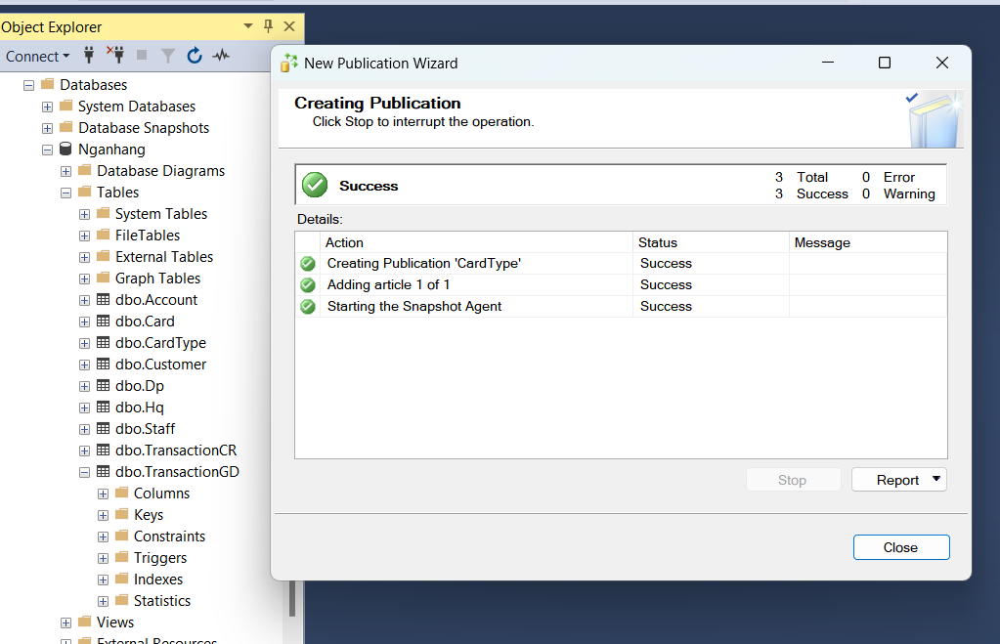 Object Explorer
Connect
Databases
System Databases
Database Snapshots
Nganhang
Database Diagrams
Tables
System Tables
FileTables
External Tables
Graph Tables
dbo.Account
dbo.Card
dbo.CardType
dbo.Customer
dbo.Dp
dbo.Hq
dbo.Staff
dbo.TransactionCR
dbo.TransactionGD
Columns
Keys
Constraints
Triggers
Indexes
Statistics
Views
External Resources
New Publication Wizard
Creating Publication
Click Stop to interrupt the operation.
Success
3 Total 0 Error
3 Success 0 Warning
Details:
Action Status Message
Creating Publication 'CardType' Success
Adding article 1 of 1 Success
Starting the Snapshot Agent Success
Stop Report
Close